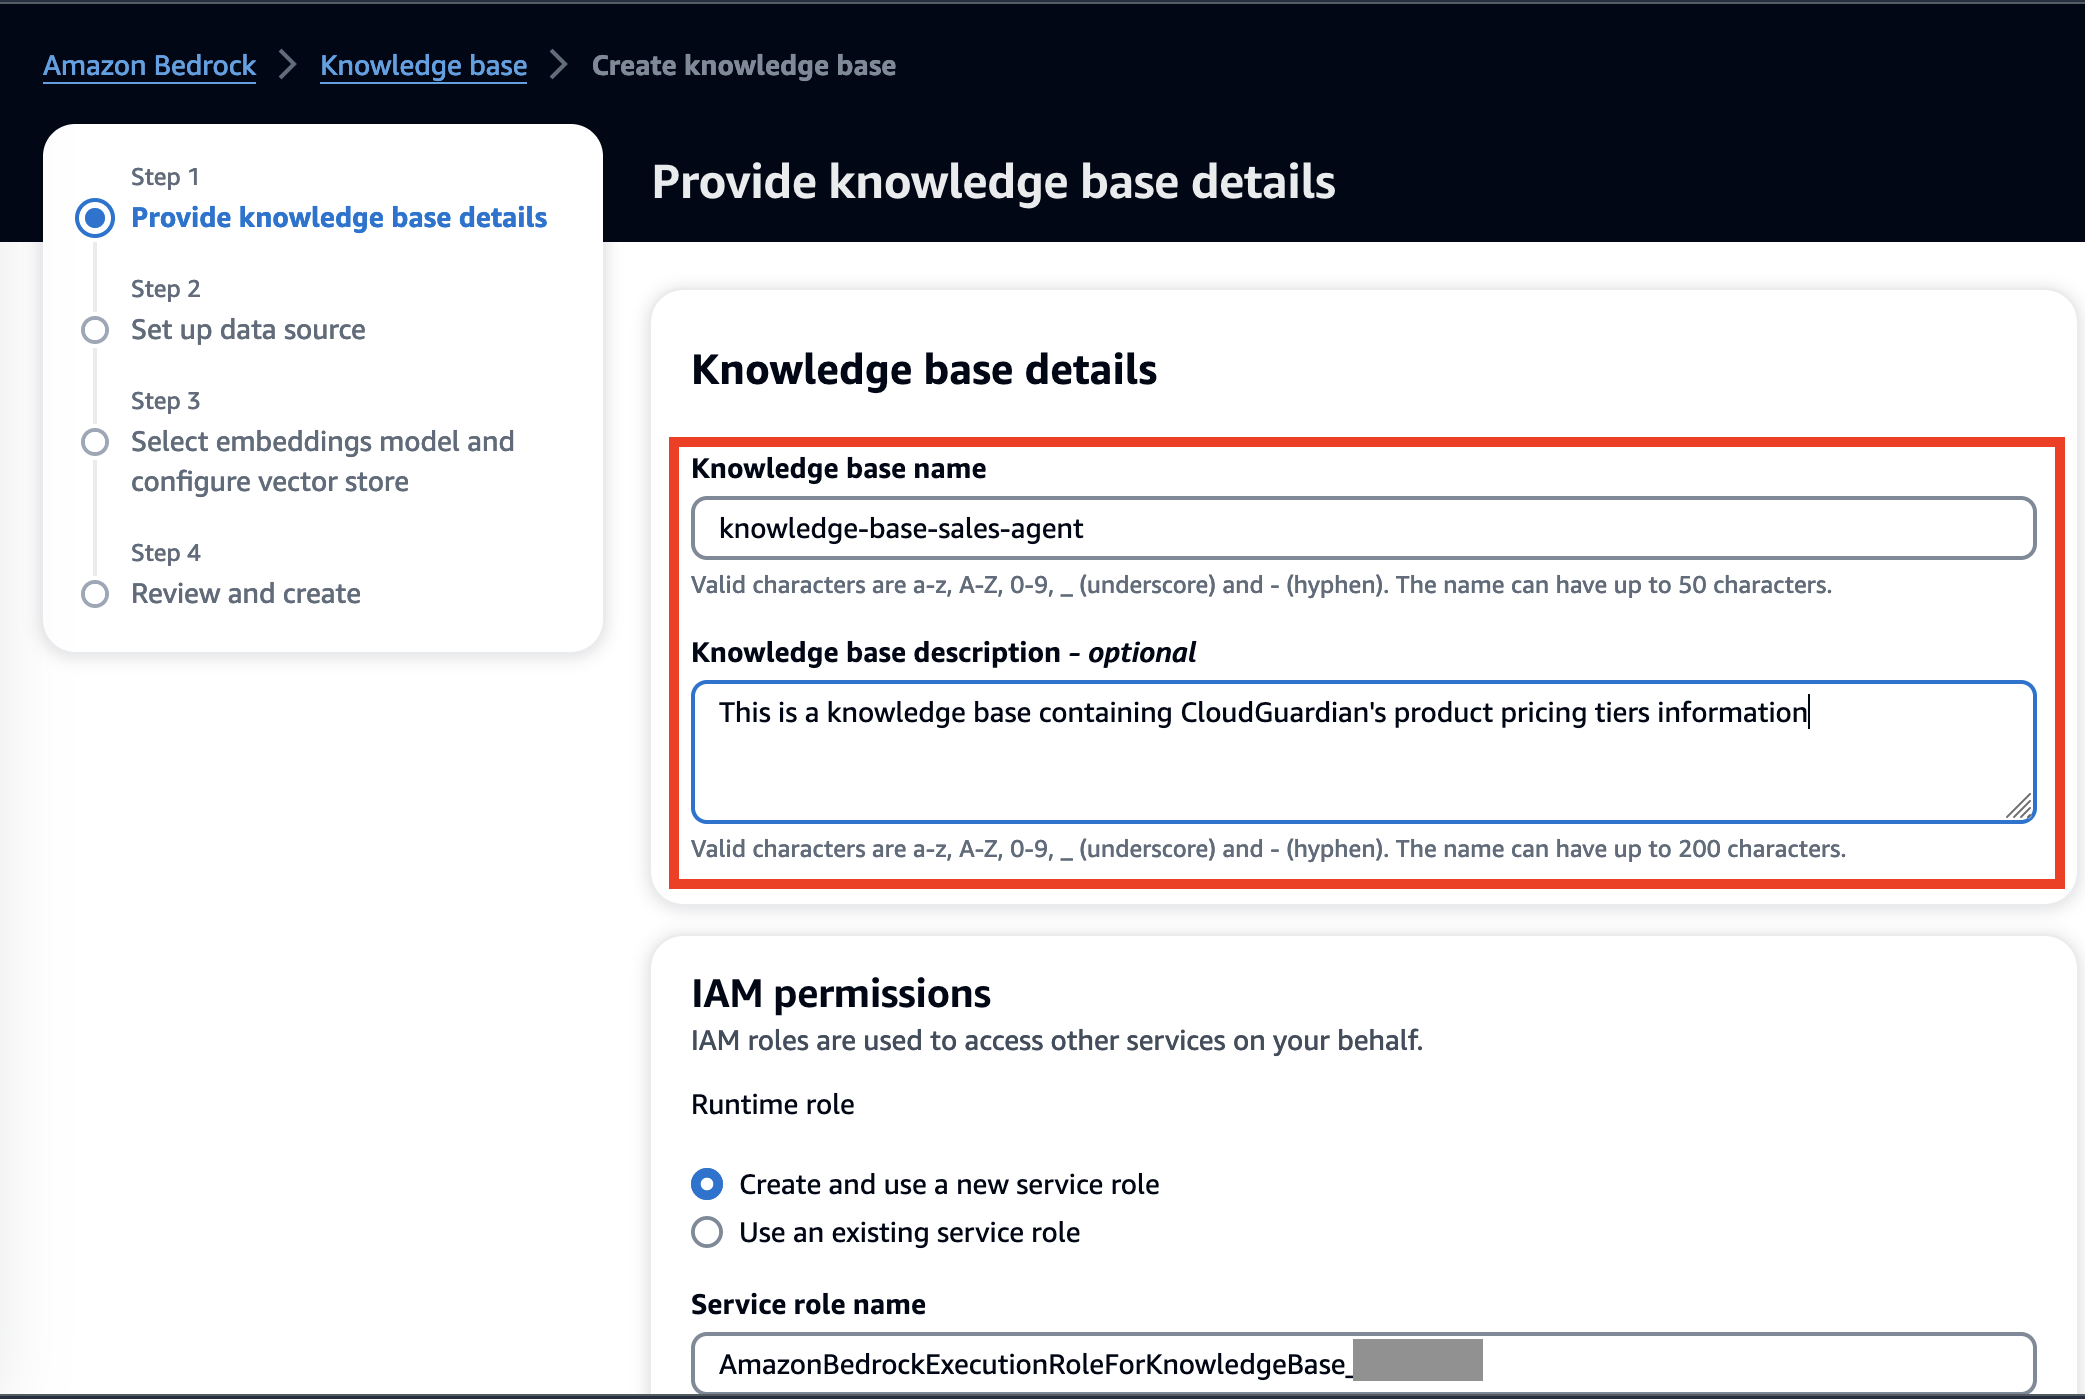 Amazon Bedrock > Knowledge base > Create knowledge base
Step 1
Provide knowledge base details
Step 2
Set up data source
Step 3
Select embeddings model and
configure vector store
Step 4
Review and create
Provide knowledge base details
Knowledge base details
Knowledge base name
knowledge-base-sales-agent
Valid characters are a-z, A-Z, 0-9, _ (underscore) and - (hyphen). The name can have up to 50 characters.
Knowledge base description - optional
This is a knowledge base containing CloudGuardian's product pricing tiers information
Valid characters are a-z, A-Z, 0-9, _ (underscore) and - (hyphen). The name can have up to 200 characters.
IAM permissions
IAM roles are used to access other services on your behalf.
Runtime role
Create and use a new service role
Use an existing service role
Service role name
AmazonBedrockExecutionRoleForKnowledgeBase_